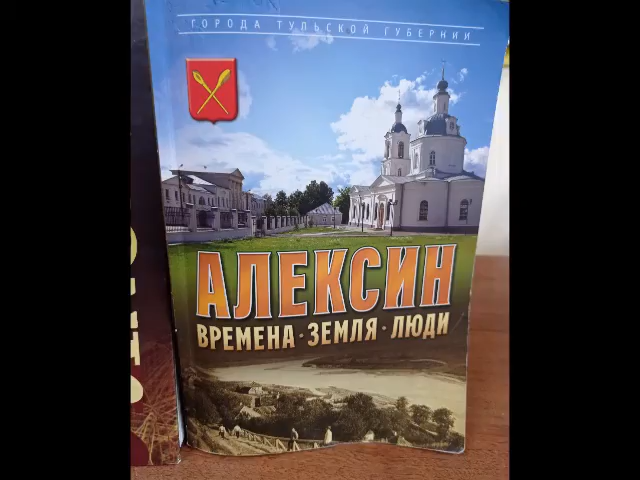 ГОРОДА ТУЛЬСКОЙ ГУБЕРНИИ
АЛЕКСИН
ВРЕМЕНА · ЗЕМЛЯ · ЛЮДИ